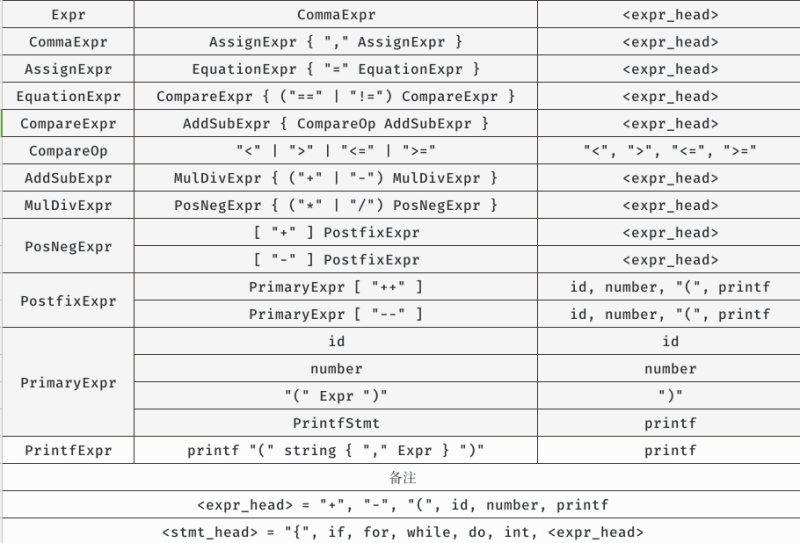 Expr CommaExpr <expr_head>
CommaExpr AssignExpr { "," AssignExpr } <expr_head>
AssignExpr EquationExpr { "=" EquationExpr } <expr_head>
EquationExpr CompareExpr { ("==" | "!=") CompareExpr } <expr_head>
CompareExpr AddSubExpr { CompareOp AddSubExpr } <expr_head>
CompareOp "<" | ">" | "<=" | ">=" "<", ">", "<=", ">="
AddSubExpr MulDivExpr { ("+" | "-") MulDivExpr } <expr_head>
MulDivExpr PosNegExpr { ("*" | "/") PosNegExpr } <expr_head>
PosNegExpr [ "+" ] PostfixExpr <expr_head>
[ "-" ] PostfixExpr <expr_head>
PostfixExpr PrimaryExpr [ "++" ] id, number, "(", printf
PrimaryExpr [ "--" ] id, number, "(", printf
PrimaryExpr id id
number number
"(" Expr ")" ")"
PrintfStmt printf
PrintfExpr printf "(" string { "," Expr } ")" printf
备注
<expr_head> = "+", "-", "(", id, number, printf
<stmt_head> = "{", if, for, while, do, int, <expr_head>